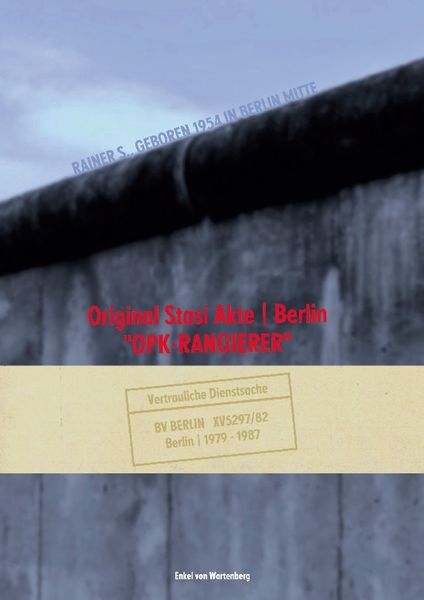 RAINER S., GEBOREN 1954 IN BERLIN MITTE
Original Stasi Akte | Berlin
"OPK-RANGIERER"
Vertrauliche Dienstsache
BV BERLIN XV5297/82
Berlin | 1979 - 1987
Enkel von Wartenberg